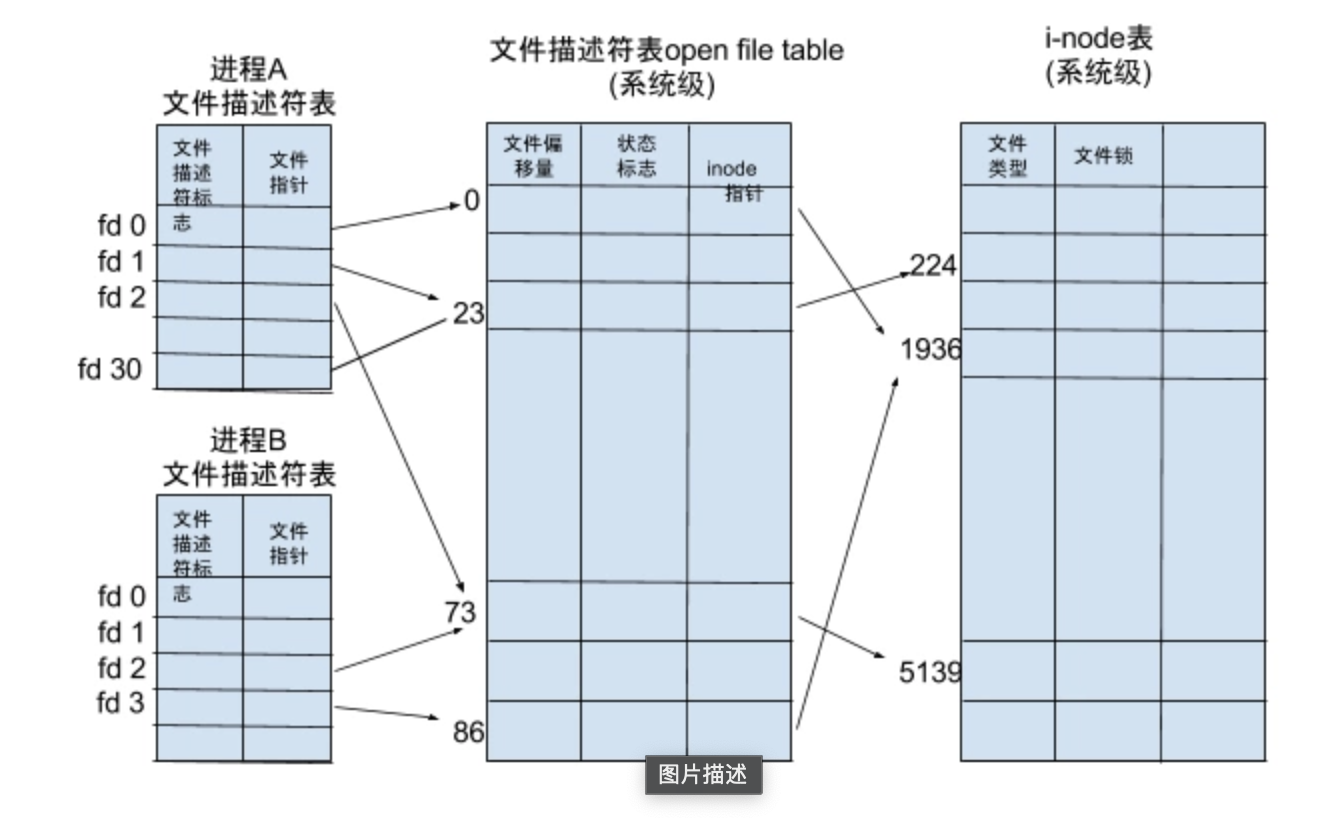 进程A
文件描述符表
文件
描述
符标
志
文件
指针
fd 0
fd 1
fd 2
fd 30
进程B
文件描述符表
文件
描述
符标
志
文件
指针
fd 0
fd 1
fd 2
fd 3
文件描述符表open file table
(系统级)
文件偏
移量
状态
标志
inode
指针
0
23
73
86
i-node表
(系统级)
文件
类型
文件锁
224
1936
5139
图片描述